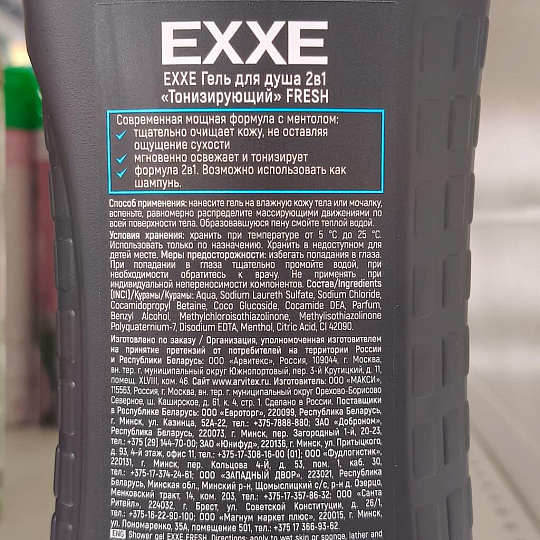 EXXE
EXXE Гель для душа 2в1
«Тонизирующий» FRESH
Современная мощная формула с ментолом:
✓ тщательно очищает кожу, не оставляя
ощущение сухости
✓ мгновенно освежает и тонизирует
✓ формула 2в1. Возможно использовать как
шампунь.
Способ применения: нанесите гель на влажную кожу тела или мочалку,
вспеньте, равномерно распределите массирующими движениями по
всей поверхности тела. Образовавшуюся пену смойте теплой водой.
Условия хранения: хранить при температуре от 5 °C до 25 °C.
Использовать только по назначению. Хранить в недоступном для
детей месте. Меры предосторожности: избегать попадания в глаза.
При попадании в глаза тщательно промойте водой, при
необходимости обратитесь к врачу. Не применять при
индивидуальной непереносимости компонентов. Состав/Ingredients
(INCI)/Құрамы/Курамы: Aqua, Sodium Laureth Sulfate, Sodium Chloride,
Cocamidopropyl Betaine, Coco Glucoside, Cocamide DEA, Parfum,
Benzyl Alcohol, Methylchloroisothiazolinone, Methylisothiazolinone
Polyquaternium-7, Disodium EDTA, Menthol, Citric Acid, CI 42090.
Изготовлено по заказу / Организация, уполномоченная изготовителем
на принятие претензий от потребителей на территории России
и Республики Беларусь: ООО «Арвитекс», Россия, 109044, г. Москва,
вн. тер. г. муниципальный округ Южнопортовый, пер. 3-й Крутицкий, д. 11,
помещ. XLVIII, ком. 46. Сайт www.arvitex.ru. Изготовитель: ООО «МАКСИ»,
115563, Россия, г. Москва, вн. тер. г. муниципальный округ Орехово-Борисово
Северное, ш. Каширское, д. 61, к. 4, стр. 1. Сделано в России. Поставщики
в Республику Беларусь: ООО «Евроторг», 220099, Республика Беларусь,
г. Минск, ул. Казинца, 52А-22, тел.: +375-7888-880; ЗАО «Доброном»,
Республика Беларусь, 220073, г. Минск, пер. Загородный 1-й, 20-23,
тел.: +375 (29) 144-70-00; ЗАО «Юнифуд», 220136, г. Минск, ул. Притыцкого,
д. 93, 4-й этаж, офис 11, тел.: +375-17-308-16-00 (01); ООО «Фудлогистик»,
220131, г. Минск, пер. Кольцова 4-Й, д. 53, пом. 1, каб. 30,
тел.: +375-17-374-24-61; ООО «ЗАПАДНЫЙ ДВОР», 223021, Республика
Беларусь, Минская обл., Минский р-н, Щомыслицкий с/с, р-н д. Озерцо,
Меньковский тракт, 14, ком. 203, тел.: +375-17-357-86-32; ООО «Санта
Ритейл», 224032, г. Брест, ул. Советской Конституции, д. 26/1,
тел.: +375-16-22-90-100; ООО «Магнум маркет плюс», 220015, г. Минск,
ул. Пономаренко, 35А, помещение 501, тел.: +375 17 366-93-62.
ENG Shower gel EXXE FRESH. Directions: apply to wet skin or sponge, lather and